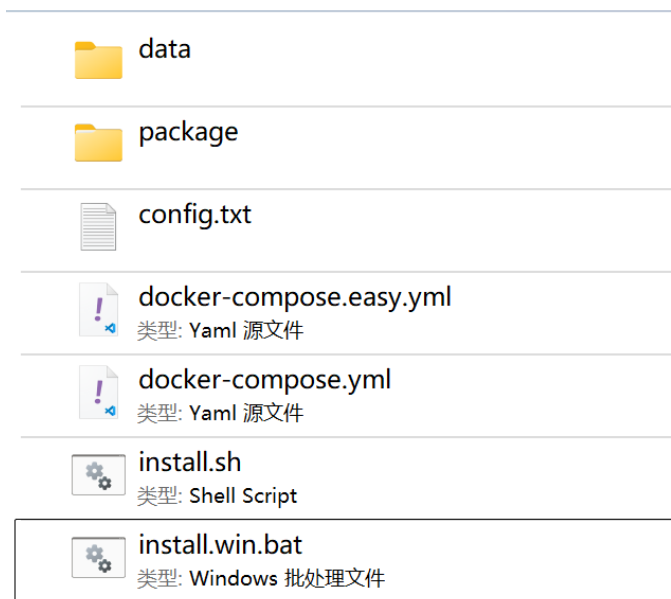 data
package
config.txt
docker-compose.easy.yml
类型: Yaml 源文件
docker-compose.yml
类型: Yaml 源文件
install.sh
类型: Shell Script
install.win.bat
类型: Windows 批处理文件